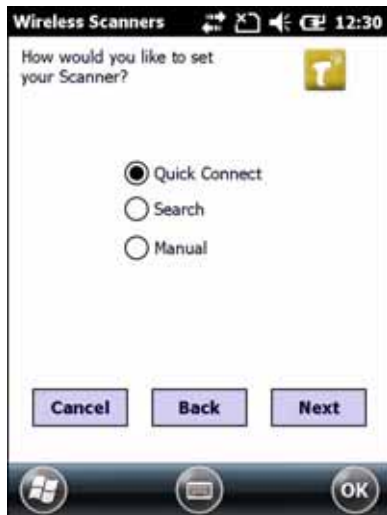 Wireless Scanners 12:30
How would you like to set
your Scanner?
Quick Connect
Search
Manual
Cancel Back Next
OK